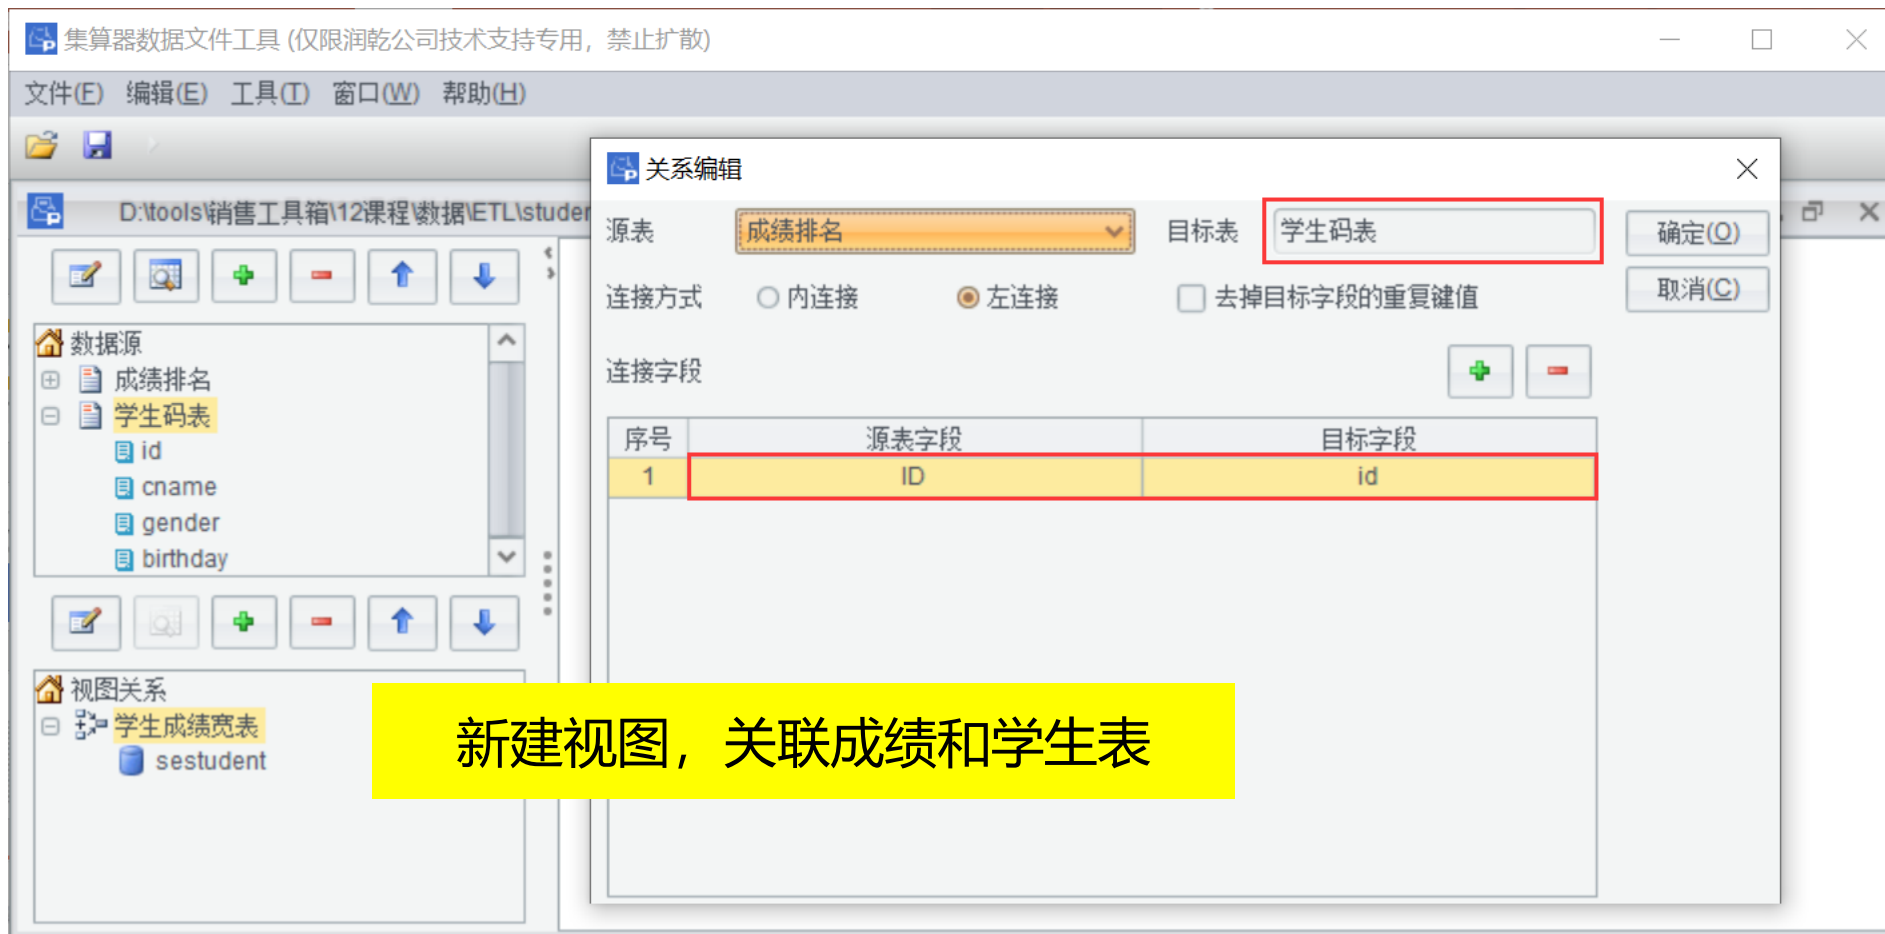 集算器数据文件工具 (仅限润乾公司技术支持专用，禁止扩散)
文件(F) 编辑(E) 工具(T) 窗口(W) 帮助(H)
D:\tools\销售工具箱\12课程\数据\ETL\studer
数据源
成绩排名
学生码表
id
cname
gender
birthday
视图关系
学生成绩宽表
sestudent
关系编辑
源表 成绩排名 目标表 学生码表 确定(O)
连接方式 内连接 左连接 去掉目标字段的重复键值 取消(C)
连接字段
序号 源表字段 目标字段
1 ID id
新建视图，关联成绩和学生表